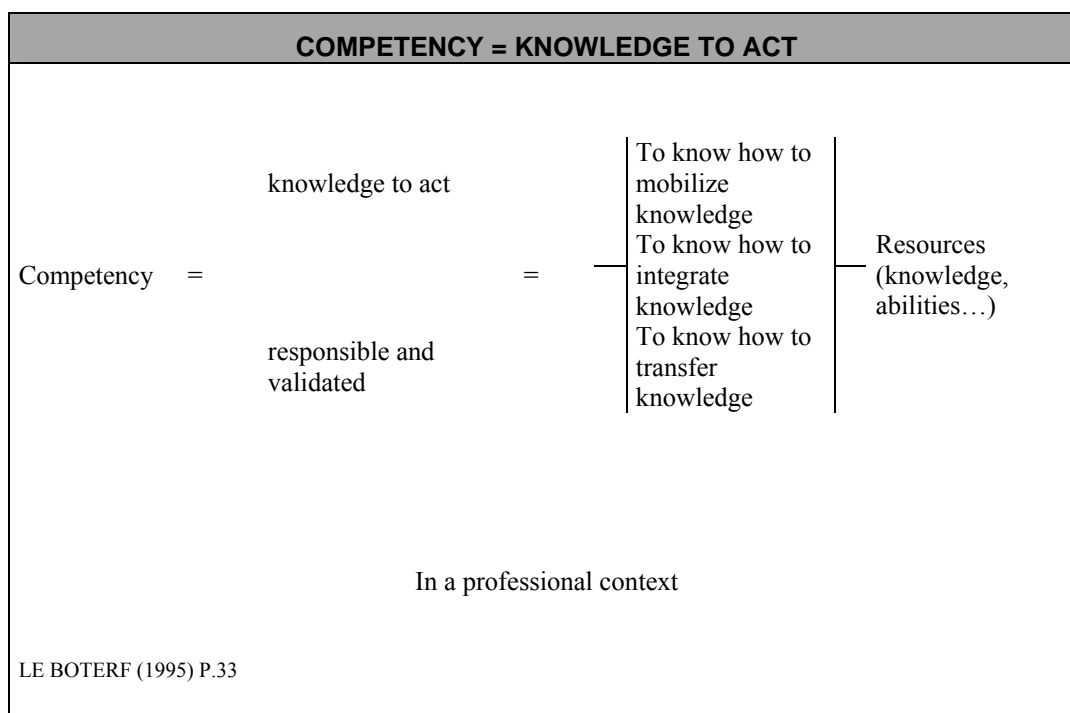 COMPETENCY = KNOWLEDGE TO ACT
knowledge to act
Competency =
responsible and
validated
=
To know how to
mobilize
knowledge
To know how to
integrate
knowledge
To know how to
transfer
knowledge
Resources
(knowledge,
abilities…)
In a professional context
LE BOTERF (1995) P.33